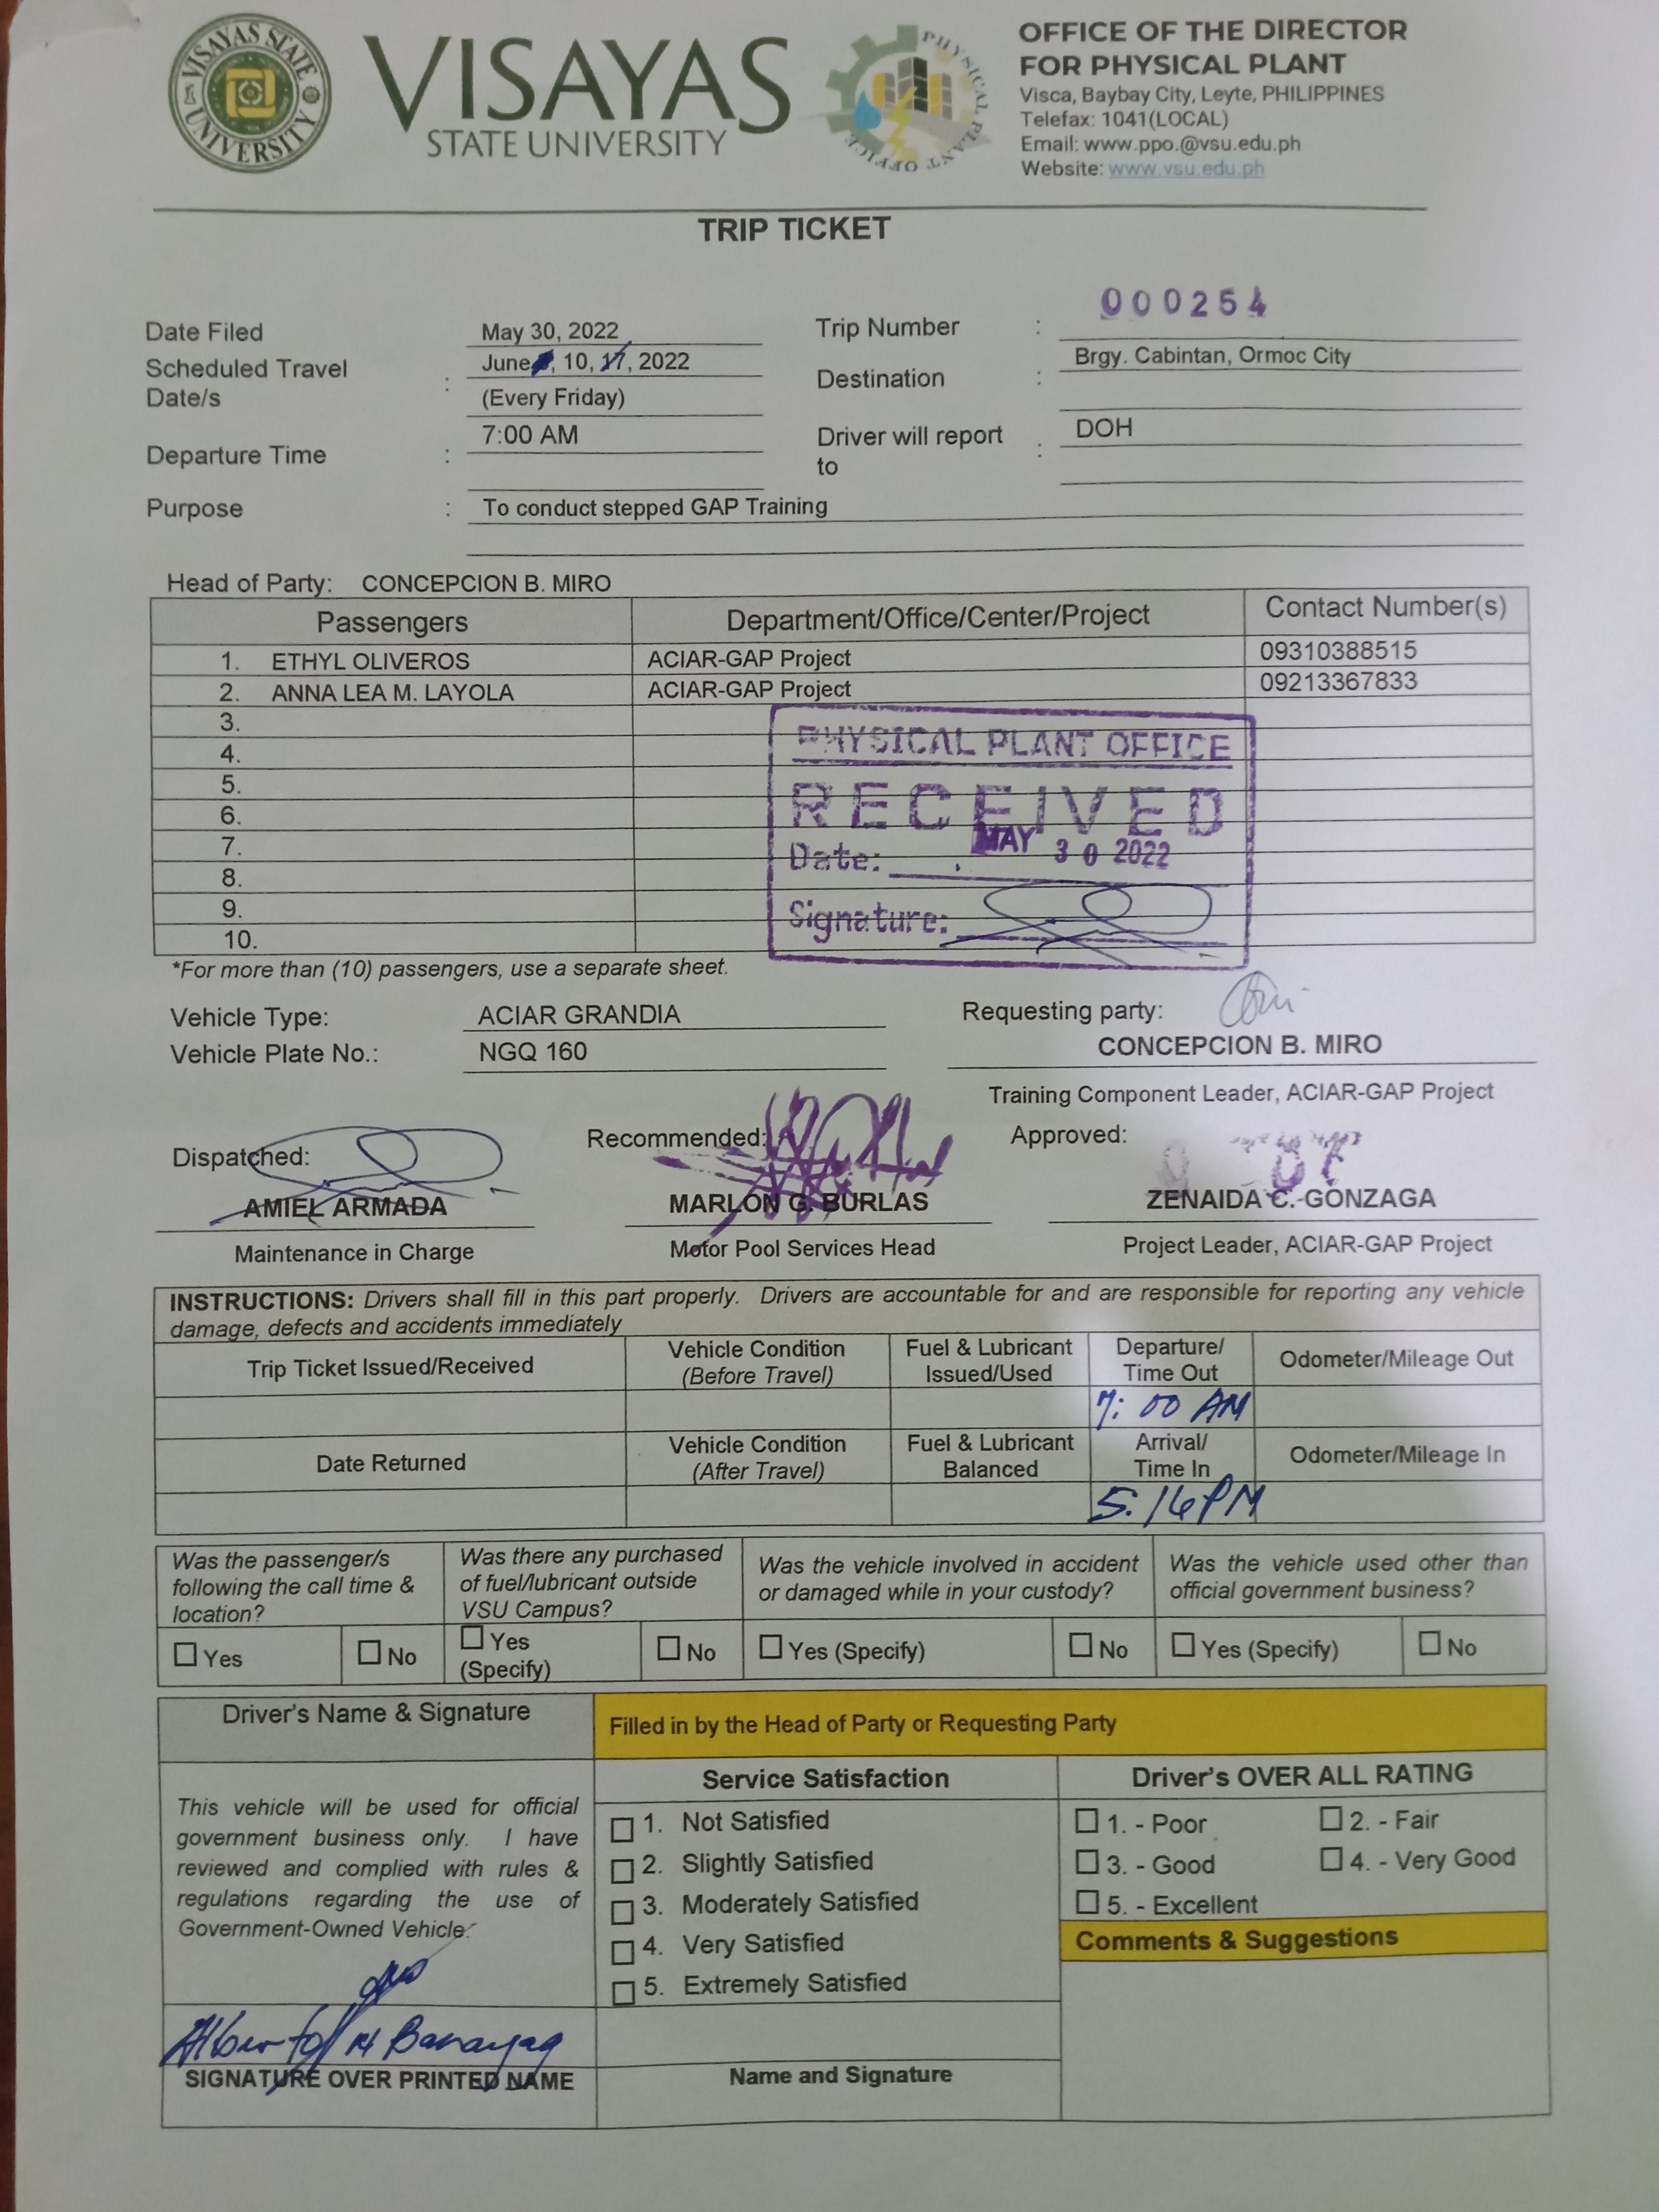 VISAYAS STATE UNIVERSITY
VISAYAS
STATE UNIVERSITY
PHYSICAL PLANT OFFICE
OFFICE OF THE DIRECTOR
FOR PHYSICAL PLANT
Visca, Baybay City, Leyte, PHILIPPINES
Telefax: 1041(LOCAL)
Email: www.ppo.@vsu.edu.ph
Website: www.vsu.edu.ph
TRIP TICKET
Date Filed May 30, 2022 Trip Number : 000254
Scheduled Travel Date/s : June , 10, 17, 2022 (Every Friday)
Destination : Brgy. Cabintan, Ormoc City
Departure Time : 7:00 AM
Driver will report to : DOH
Purpose : To conduct stepped GAP Training
Head of Party: CONCEPCION B. MIRO
Passengers Department/Office/Center/Project Contact Number(s)
1. ETHYL OLIVEROS ACIAR-GAP Project 09310388515
2. ANNA LEA M. LAYOLA ACIAR-GAP Project 09213367833
3.
4.
5.
6.
7.
8.
9.
10.
PHYSICAL PLANT OFFICE
RECEIVED
Date: MAY 30 2022
Signature:
*For more than (10) passengers, use a separate sheet.
Vehicle Type: ACIAR GRANDIA
Vehicle Plate No.: NGQ 160
Requesting party:
CONCEPCION B. MIRO
Training Component Leader, ACIAR-GAP Project
Dispatched: Recommended: Approved:
AMIEL ARMADA MARLON G. BURLAS ZENAIDA C. GONZAGA
Maintenance in Charge Motor Pool Services Head Project Leader, ACIAR-GAP Project
INSTRUCTIONS: Drivers shall fill in this part properly. Drivers are accountable for and are responsible for reporting any vehicle
damage, defects and accidents immediately
Trip Ticket Issued/Received
Vehicle Condition
(Before Travel)
Fuel & Lubricant
Issued/Used
Departure/
Time Out
Odometer/Mileage Out
7:00 AM
Date Returned
Vehicle Condition
(After Travel)
Fuel & Lubricant
Balanced
Arrival/
Time In
Odometer/Mileage In
5:16 PM
Was the passenger/s
following the call time &
location?
Was there any purchased
of fuel/lubricant outside
VSU Campus?
Was the vehicle involved in accident
or damaged while in your custody?
Was the vehicle used other than
official government business?
Yes No Yes (Specify) No Yes (Specify) No Yes (Specify) No
Driver's Name & Signature
Filled in by the Head of Party or Requesting Party
This vehicle will be used for official
government business only. I have
reviewed and complied with rules &
regulations regarding the use of
Government-Owned Vehicle.
Service Satisfaction
1. Not Satisfied
2. Slightly Satisfied
3. Moderately Satisfied
4. Very Satisfied
5. Extremely Satisfied
Driver's OVER ALL RATING
1. - Poor 2. - Fair
3. - Good 4. - Very Good
5. - Excellent
Comments & Suggestions
SIGNATURE OVER PRINTED NAME
Name and Signature